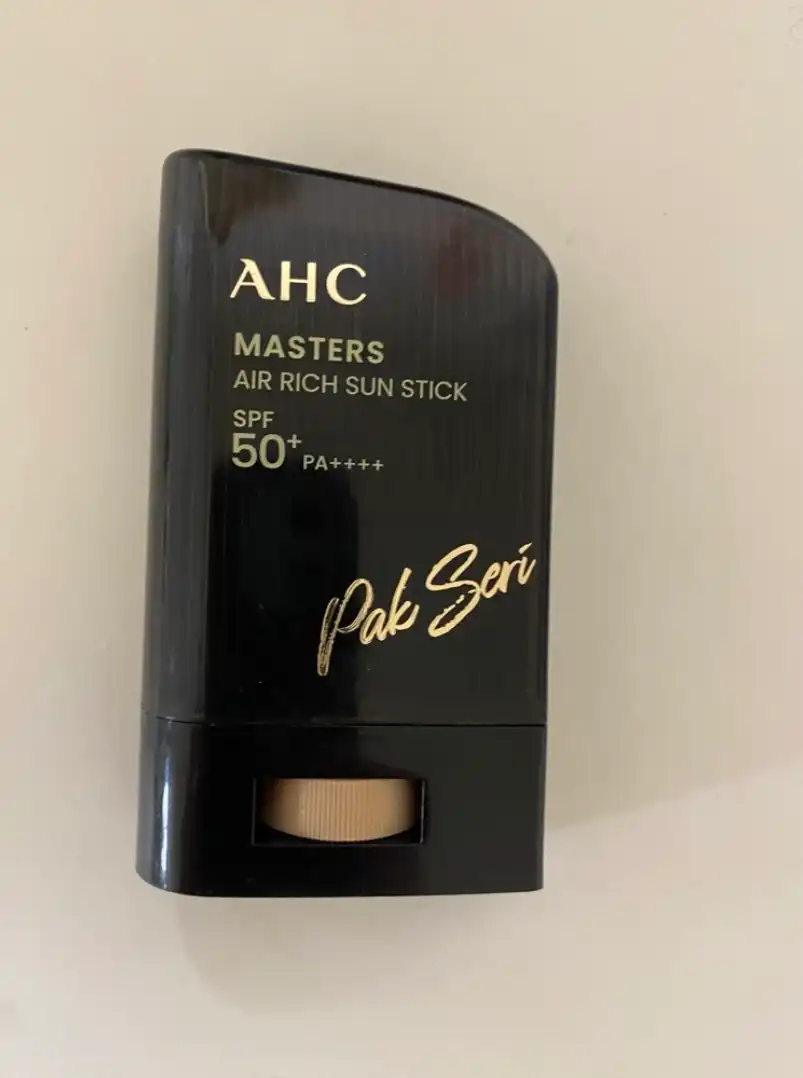 AHC
MASTERS
AIR RICH SUN STICK
SPF
50+ PA++++
Pak Seri